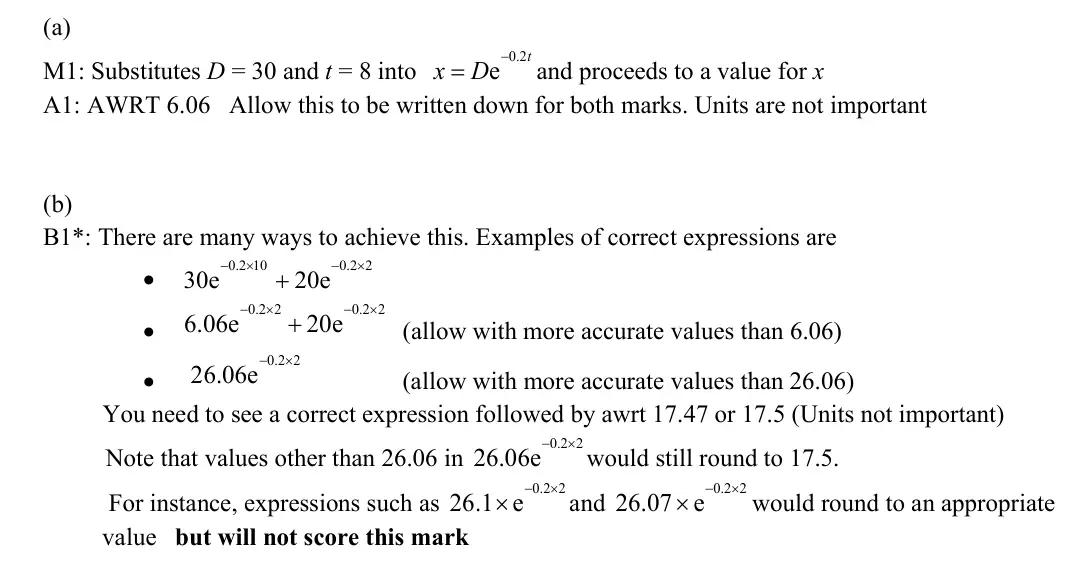 (a)
M1: Substitutes D = 30 and t = 8 into x = De^{−0.2t} and proceeds to a value for x
A1: AWRT 6.06 Allow this to be written down for both marks. Units are not important
(b)
B1*: There are many ways to achieve this. Examples of correct expressions are
• 30e^{−0.2×10} + 20e^{−0.2×2}
• 6.06e^{−0.2×2} + 20e^{−0.2×2} (allow with more accurate values than 6.06)
• 26.06e^{−0.2×2} (allow with more accurate values than 26.06)
You need to see a correct expression followed by awrt 17.47 or 17.5 (Units not important)
Note that values other than 26.06 in 26.06e^{−0.2×2} would still round to 17.5.
For instance, expressions such as 26.1×e^{−0.2×2} and 26.07×e^{−0.2×2} would round to an appropriate
value but will not score this mark